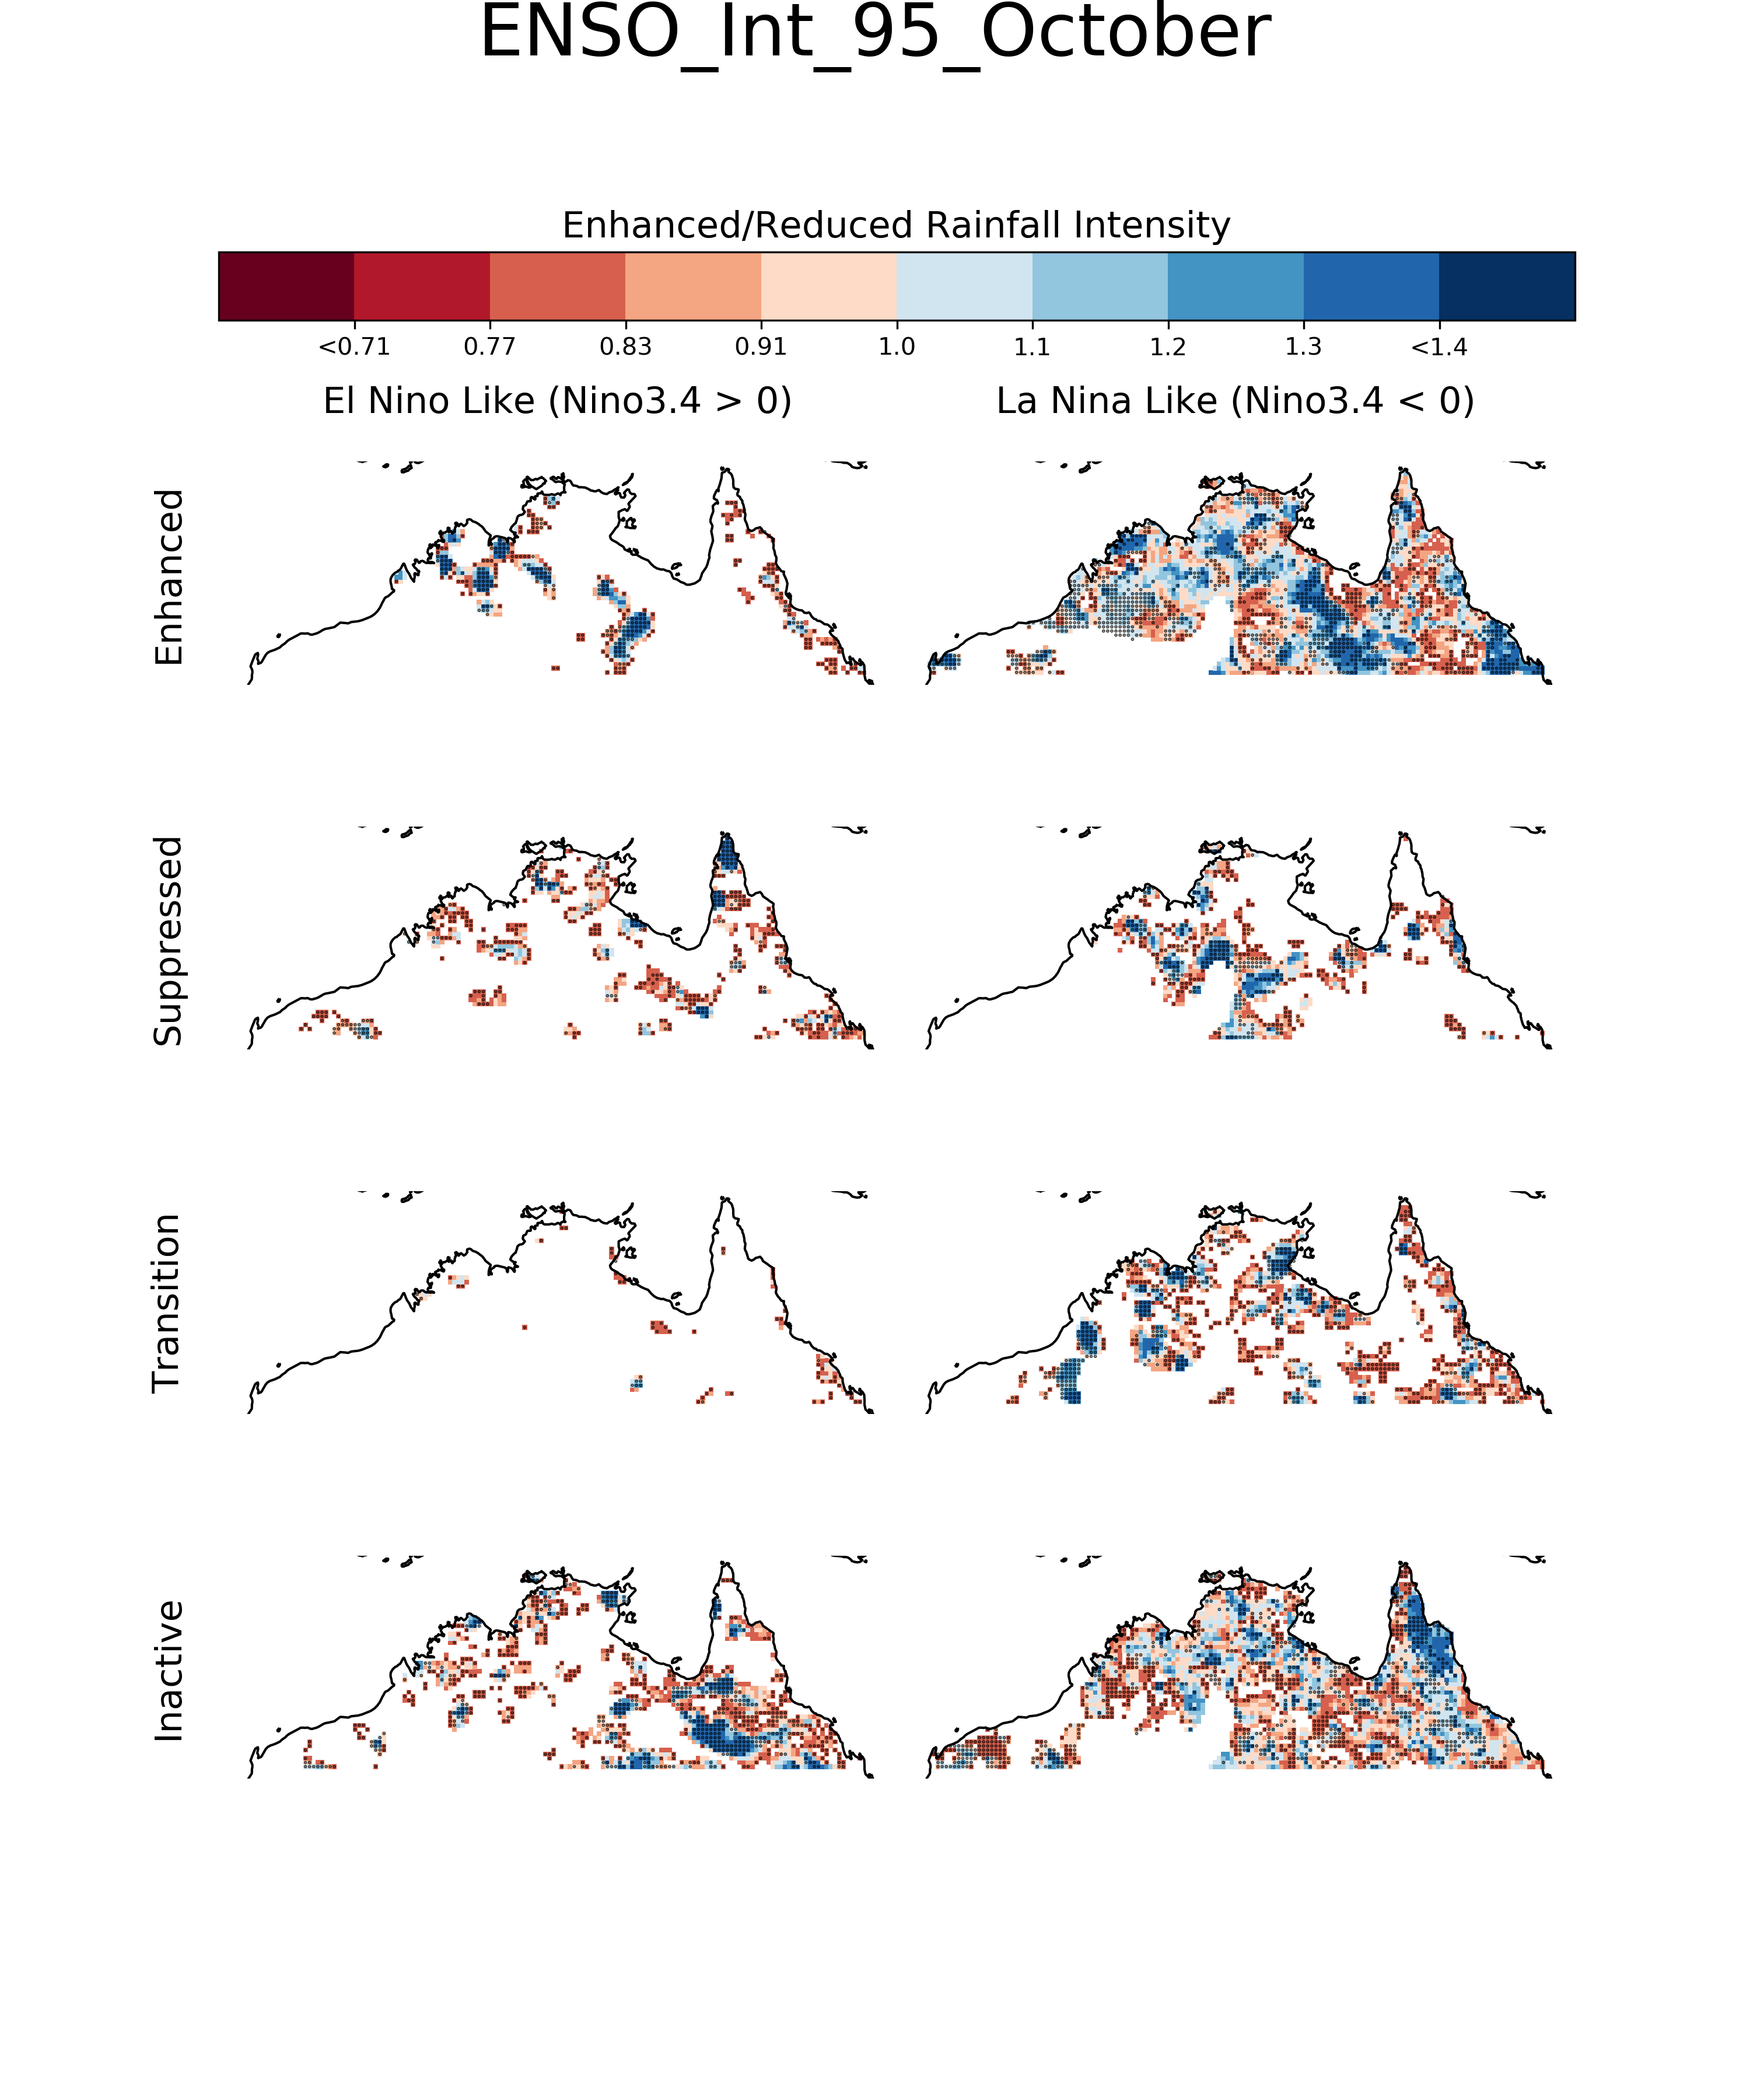 ENSO_Int_95_October
Enhanced/Reduced Rainfall Intensity
<0.71 0.77 0.83 0.91 1.0 1.1 1.2 1.3 <1.4
El Nino Like (Nino3.4 > 0) La Nina Like (Nino3.4 < 0)
Enhanced
Suppressed
Transition
Inactive